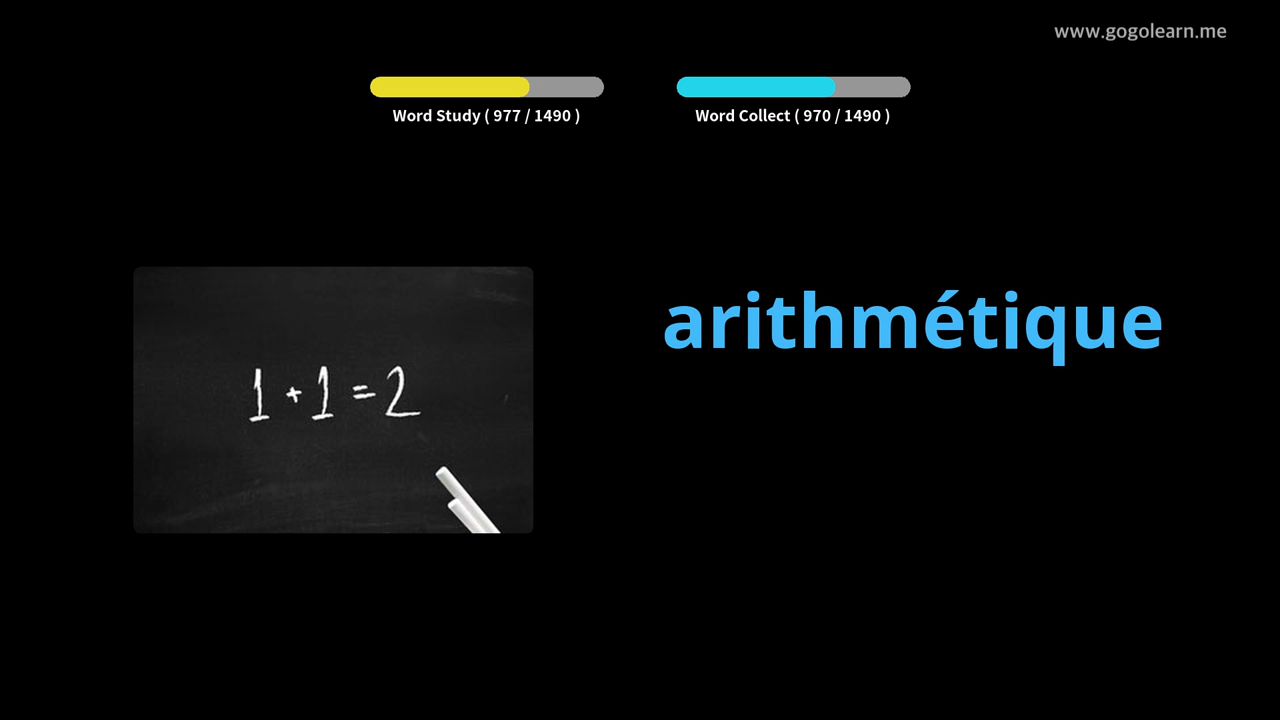 www.gogolearn.me
Word Study ( 977 / 1490 )
Word Collect ( 970 / 1490 )
arithmétique
1 + 1 = 2